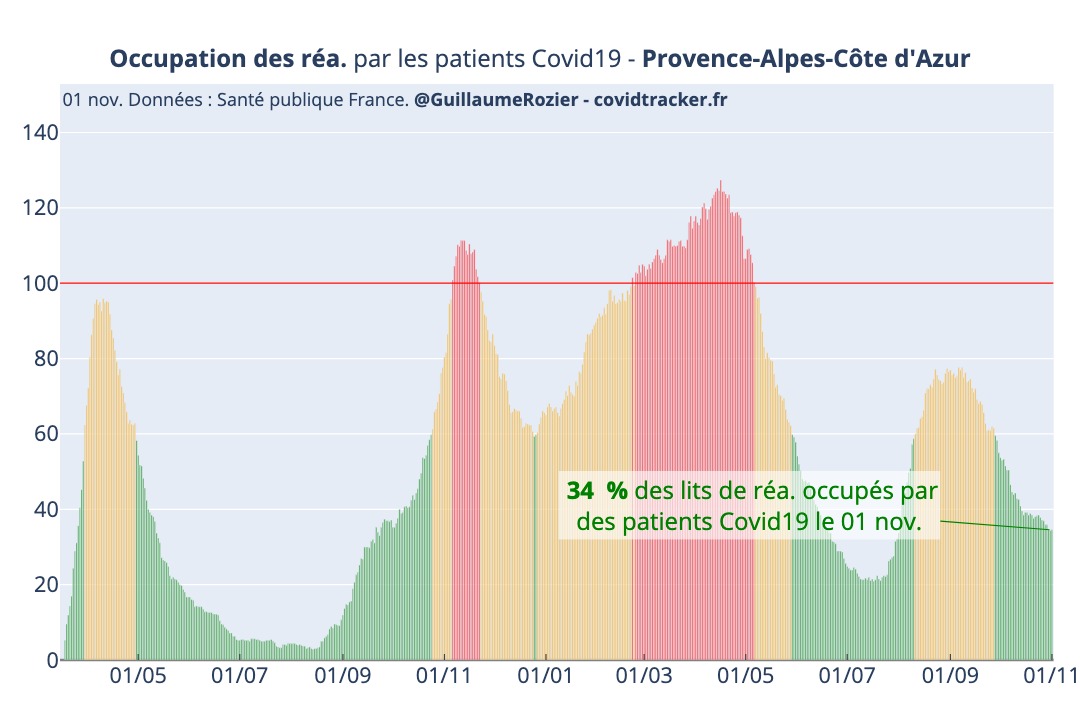 Occupation des réa. par les patients Covid19 - Provence-Alpes-Côte d'Azur
01 nov. Données : Santé publique France. @GuillaumeRozier - covidtracker.fr
140
120
100
80
60
34 % des lits de réa. occupés par
des patients Covid19 le 01 nov.
40
20
0
01/05 01/07 01/09 01/11 01/01 01/03 01/05 01/07 01/09 01/11